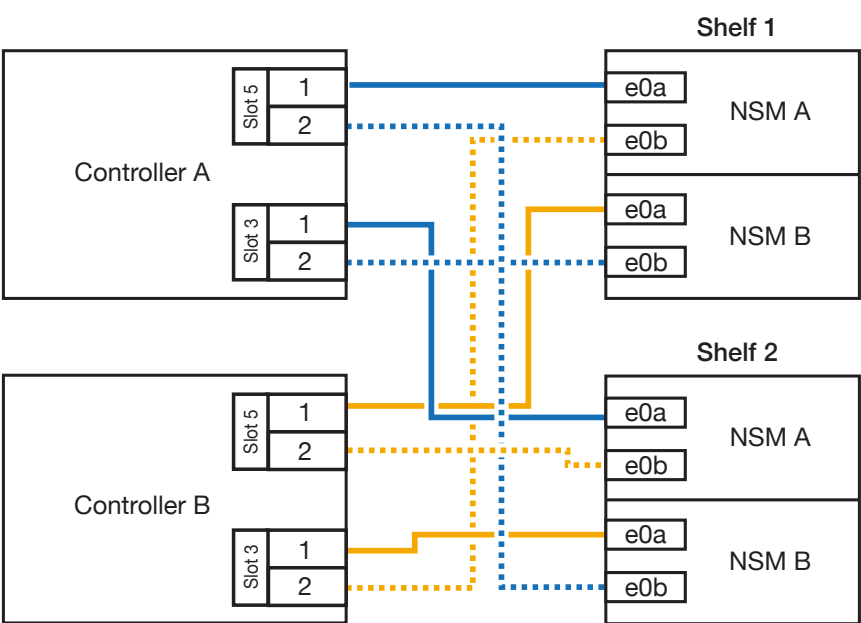 Shelf 1
Controller A
Slot 5
1
2
Slot 3
1
2
e0a
e0b
NSM A
e0a
e0b
NSM B
Shelf 2
Controller B
Slot 5
1
2
Slot 3
1
2
e0a
e0b
NSM A
e0a
e0b
NSM B